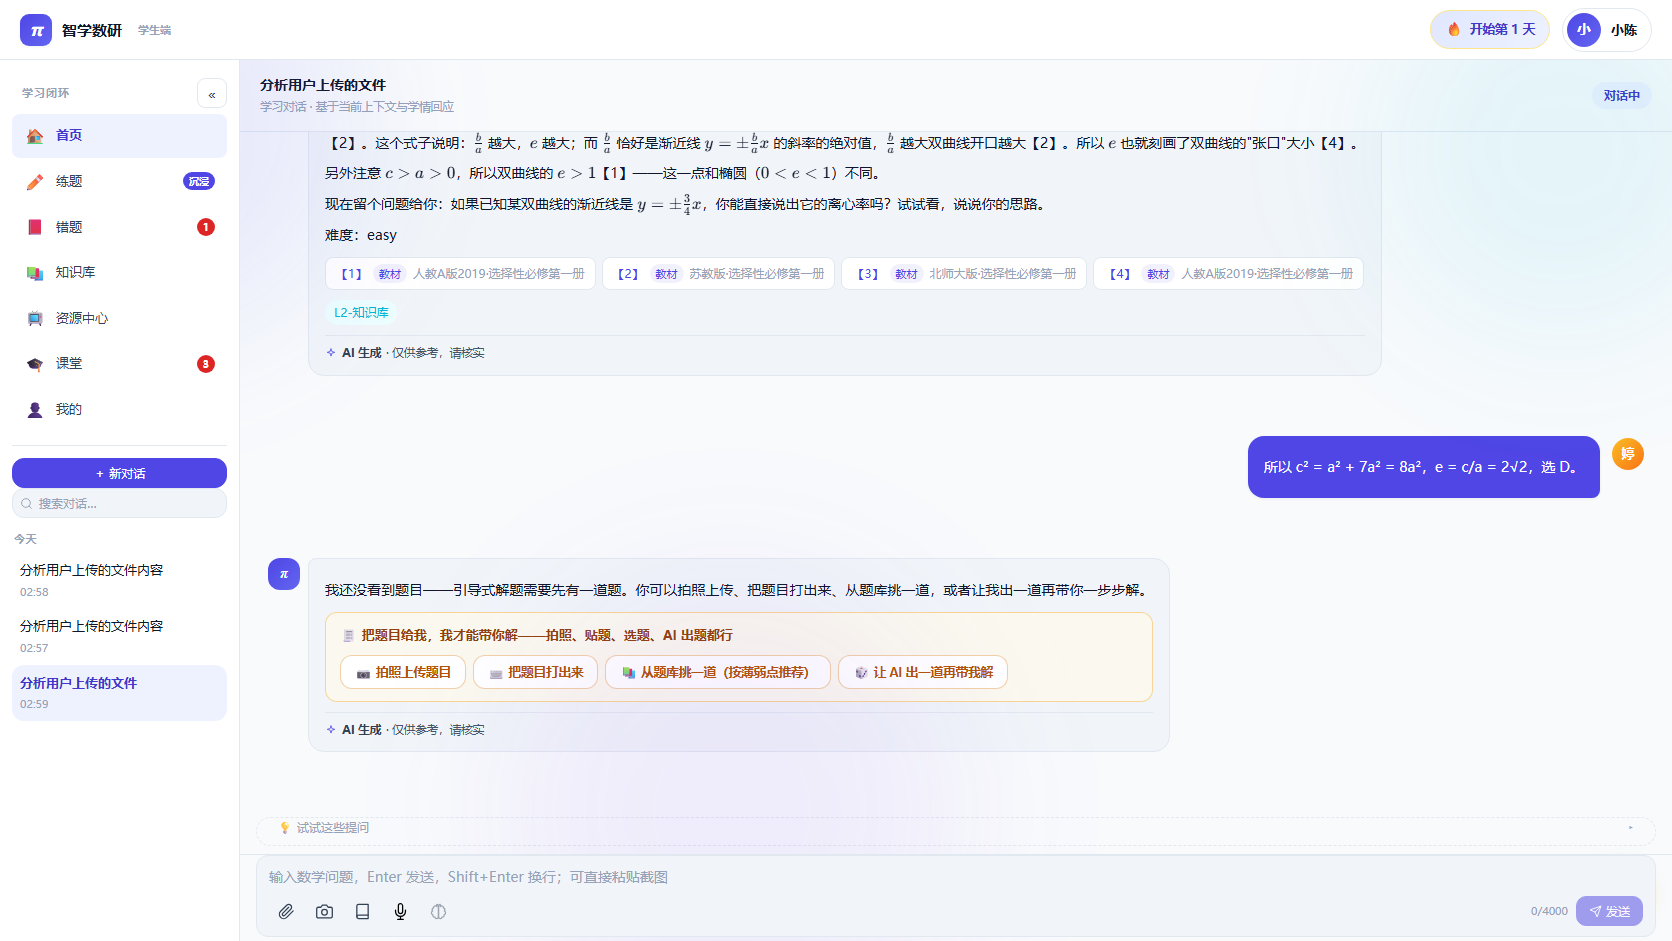 π 智学数研 学生端
开始第 1 天
小 小陈
学习闭环 «
首页
练题 沉浸
错题 1
知识库
资源中心
课堂 3
我的
+ 新对话
搜索对话...
今天
分析用户上传的文件内容
02:58
分析用户上传的文件内容
02:57
分析用户上传的文件
02:59
分析用户上传的文件
学习对话 · 基于当前上下文与学情回应
对话中
【2】。这个式子说明：b/a 越大，e 越大；而 b/a 恰好是渐近线 y = ±b/a x 的斜率的绝对值，b/a 越大双曲线开口越大【2】。所以 e 也就刻画了双曲线的"张口"大小【4】。
另外注意 c > a > 0，所以双曲线的 e > 1【1】——这一点和椭圆（0 < e < 1）不同。
现在留个问题给你：如果已知某双曲线的渐近线是 y = ±3/4 x，你能直接说出它的离心率吗？试试看，说说你的思路。
难度：easy
【1】 教材 人教A版2019·选择性必修第一册
【2】 教材 苏教版·选择性必修第一册
【3】 教材 北师大版·选择性必修第一册
【4】 教材 人教A版2019·选择性必修第一册
L2-知识库
AI 生成 · 仅供参考，请核实
所以 c² = a² + 7a² = 8a²，e = c/a = 2√2，选 D。
婷
π
我还没看到题目——引导式解题需要先有一道题。你可以拍照上传、把题目打出来、从题库挑一道，或者让我出一道再带你一步步解。
把题目给我，我才能带你解——拍照、贴题、选题、AI 出题都行
拍照上传题目
把题目打出来
从题库挑一道（按薄弱点推荐）
让 AI 出一道再带我解
AI 生成 · 仅供参考，请核实
试试这些提问
输入数学问题，Enter 发送，Shift+Enter 换行；可直接粘贴截图
0/4000 发送